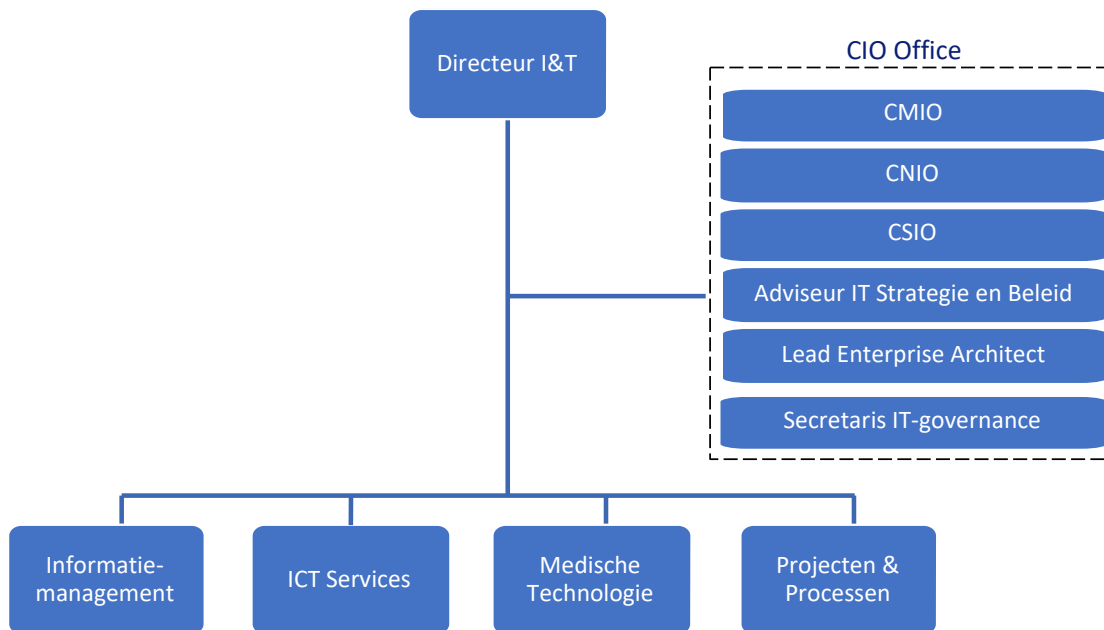 Directeur I&T
CIO Office
CMIO
CNIO
CSIO
Adviseur IT Strategie en Beleid
Lead Enterprise Architect
Secretaris IT-governance
Informatie-
management
ICT Services
Medische
Technologie
Projecten &
Processen